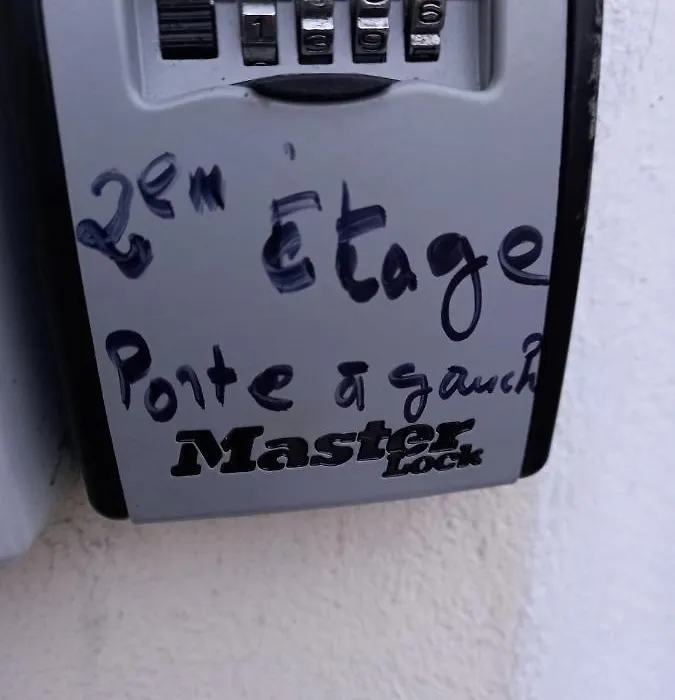 2em étage
Porte à gauch
Master
Lock